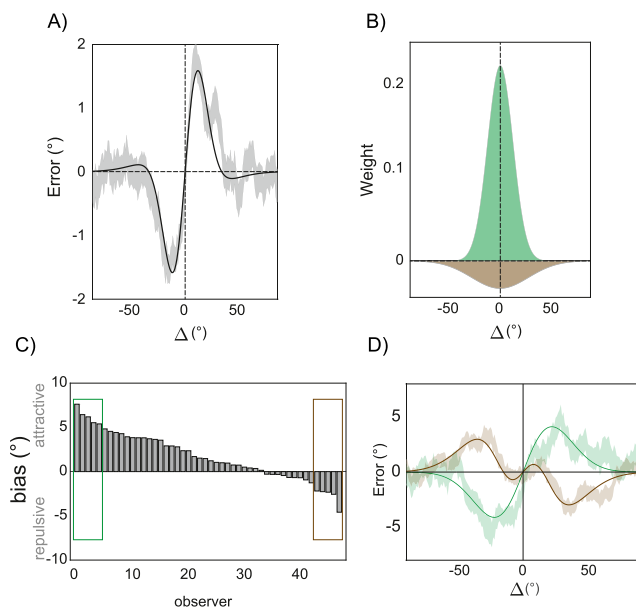 A)
2
1
0
-1
-2
Error (°)
-50
0
50
Δ(°)
B)
0.2
0.1
0
Weight
-50
0
50
Δ(°)
C)
10
5
0
-5
-10
bias (°)
attractive
repulsive
0
10
20
30
40
observer
D)
5
0
-5
Error (°)
-50
0
50
Δ(°)